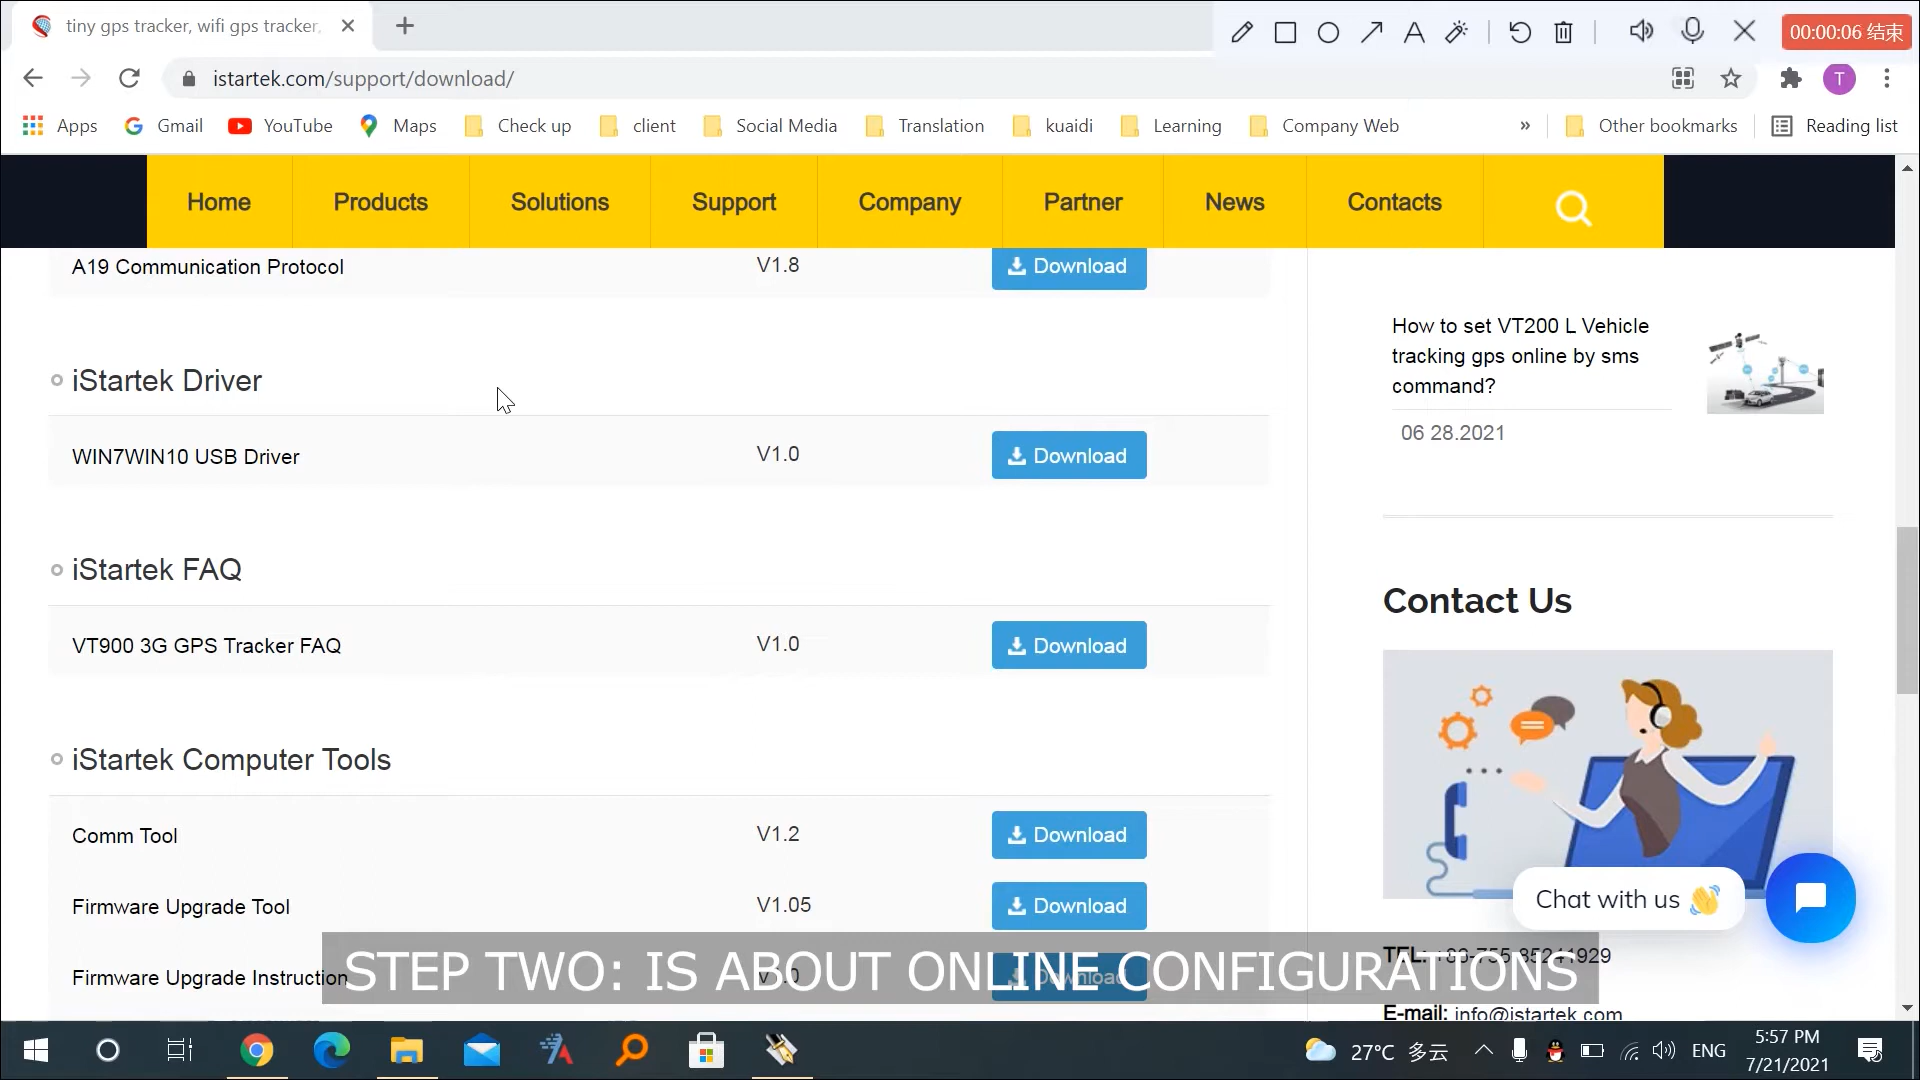 tiny gps tracker, wifi gps tracker,
00:00:06 结束
istartek.com/support/download/
T
Apps
Gmail
YouTube
Maps
Check up
client
Social Media
Translation
kuaidi
Learning
Company Web
»
Other bookmarks
Reading list
Home
Products
Solutions
Support
Company
Partner
News
Contacts
A19 Communication Protocol
V1.8
Download
iStartek Driver
WIN7WIN10 USB Driver
V1.0
Download
iStartek FAQ
VT900 3G GPS Tracker FAQ
V1.0
Download
iStartek Computer Tools
Comm Tool
V1.2
Download
Firmware Upgrade Tool
V1.05
Download
Firmware Upgrade Instruction
Download
How to set VT200 L Vehicle
tracking gps online by sms
command?
06 28.2021
Contact Us
Chat with us 👋
TEL: +86-755-85241929
E-mail: info@istartek.com
STEP TWO: IS ABOUT ONLINE CONFIGURATIONS
27°C 多云
ENG
5:57 PM
7/21/2021